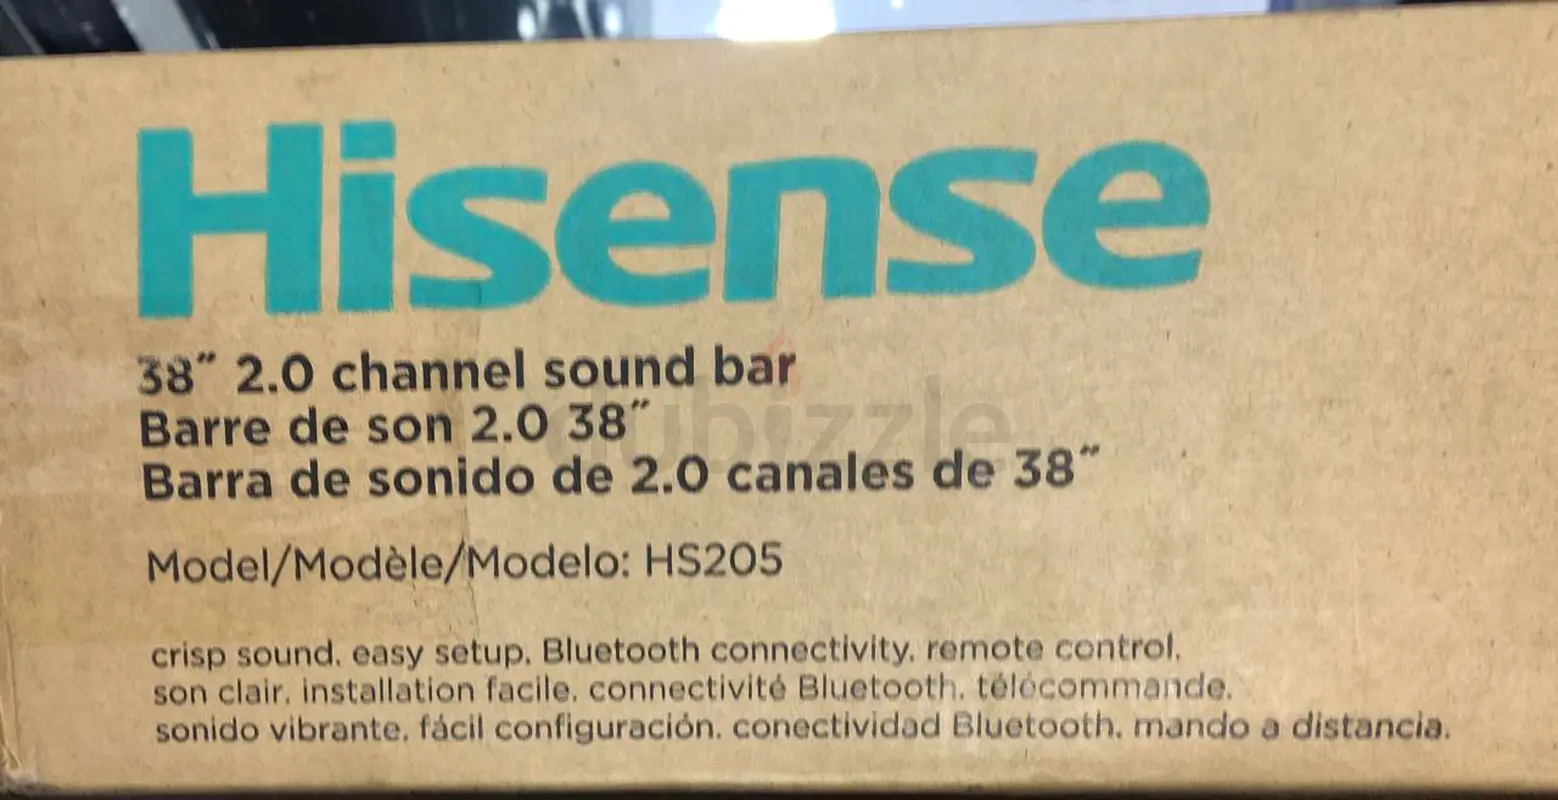 Hisense
38" 2.0 channel sound bar
Barre de son 2.0 38"
Barra de sonido de 2.0 canales de 38"
dubizzle
Model/Modèle/Modelo: HS205
crisp sound. easy setup. Bluetooth connectivity. remote control.
son clair. installation facile. connectivité Bluetooth. télécommande.
sonido vibrante. fácil configuración. conectividad Bluetooth. mando a distancia.